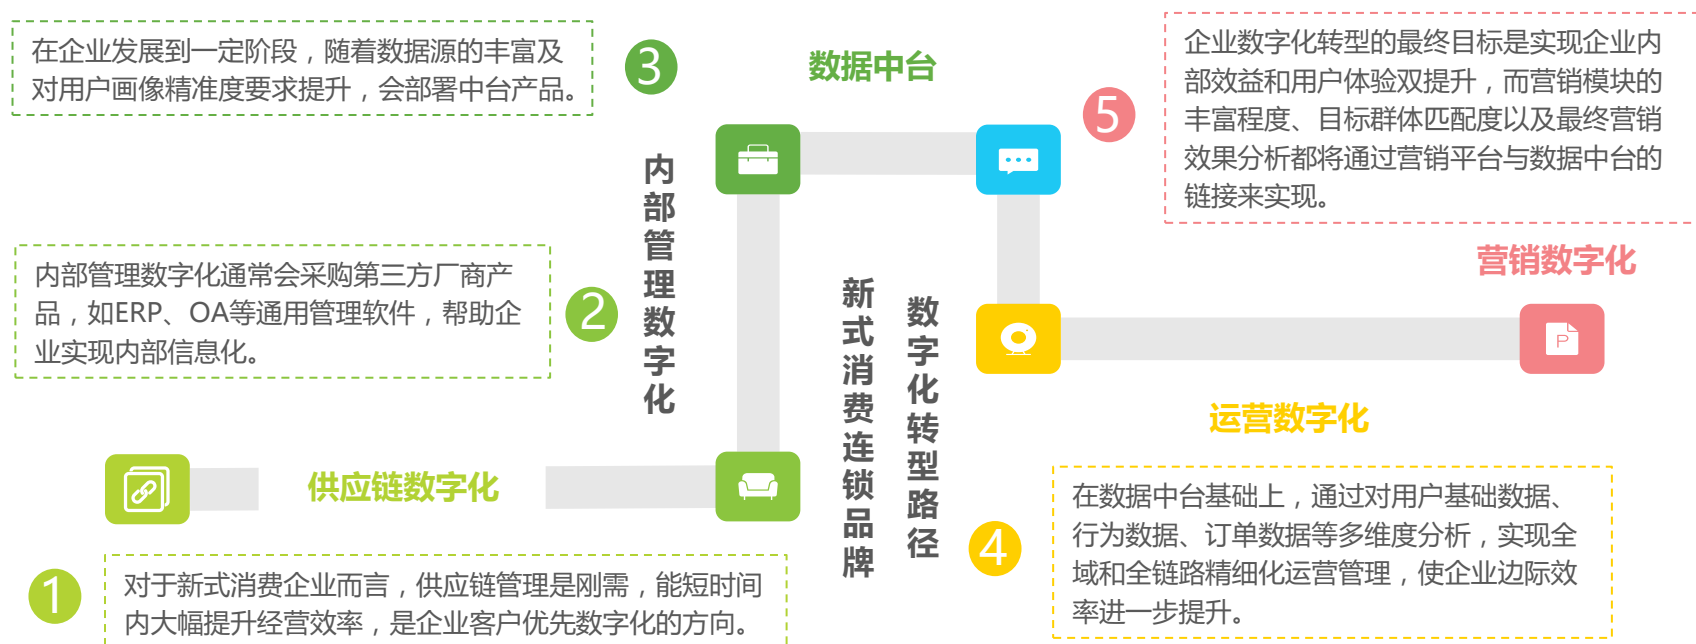 在企业发展到一定阶段，随着数据源的丰富及
对用户画像精准度要求提升，会部署中台产品。
3
数据中台
5
企业数字化转型的最终目标是实现企业内
部效益和用户体验双提升，而营销模块的
丰富程度、目标群体匹配度以及最终营销
效果分析都将通过营销平台与数据中台的
链接来实现。
内部管理数字化
营销数字化
内部管理数字化通常会采购第三方厂商产
品，如ERP、OA等通用管理软件，帮助企
业实现内部信息化。
2
新式消费连锁品牌
数字化转型路径
P
运营数字化
供应链数字化
4
在数据中台基础上，通过对用户基础数据、
行为数据、订单数据等多维度分析，实现全
域和全链路精细化运营管理，使企业边际效
率进一步提升。
1
对于新式消费企业而言，供应链管理是刚需，能短时间
内大幅提升经营效率，是企业客户优先数字化的方向。